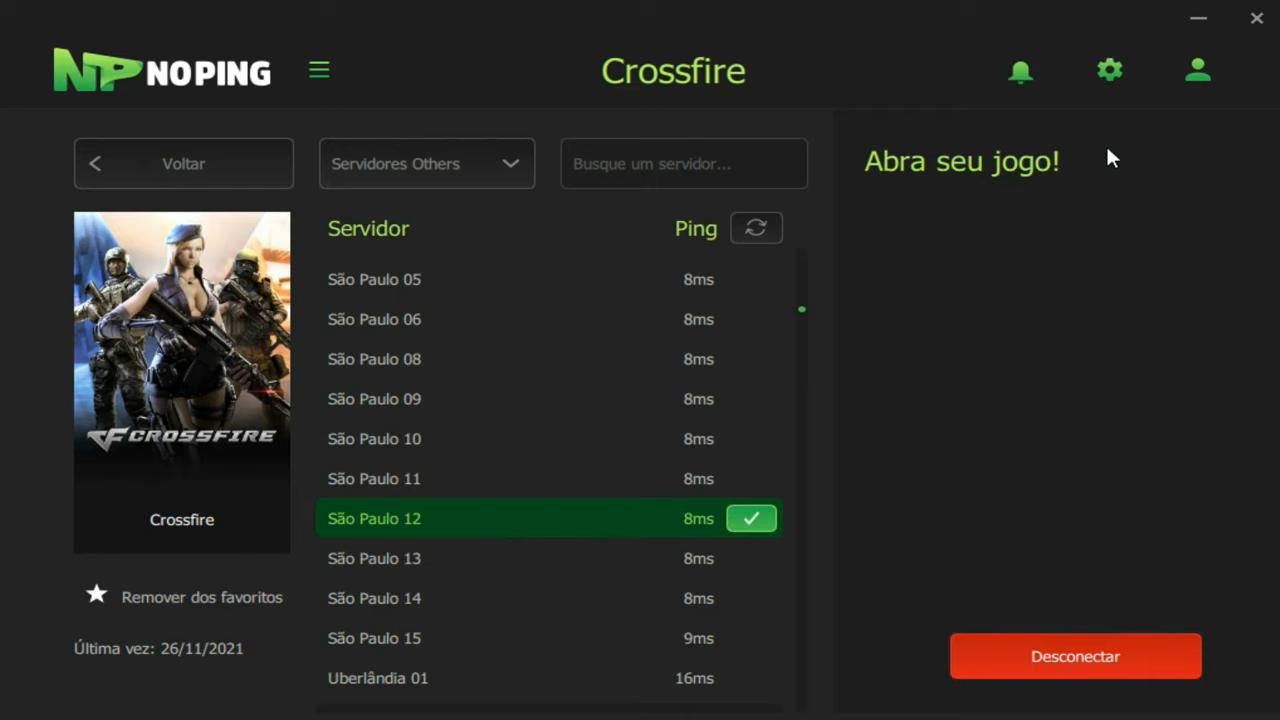 NP NOPING
Crossfire
Voltar
Servidores Others
Busque um servidor...
Abra seu jogo!
CF CROSSFIRE
Crossfire
Remover dos favoritos
Última vez: 26/11/2021
Servidor Ping
São Paulo 05 8ms
São Paulo 06 8ms
São Paulo 08 8ms
São Paulo 09 8ms
São Paulo 10 8ms
São Paulo 11 8ms
São Paulo 12 8ms
São Paulo 13 8ms
São Paulo 14 8ms
São Paulo 15 9ms
Uberlândia 01 16ms
Desconectar